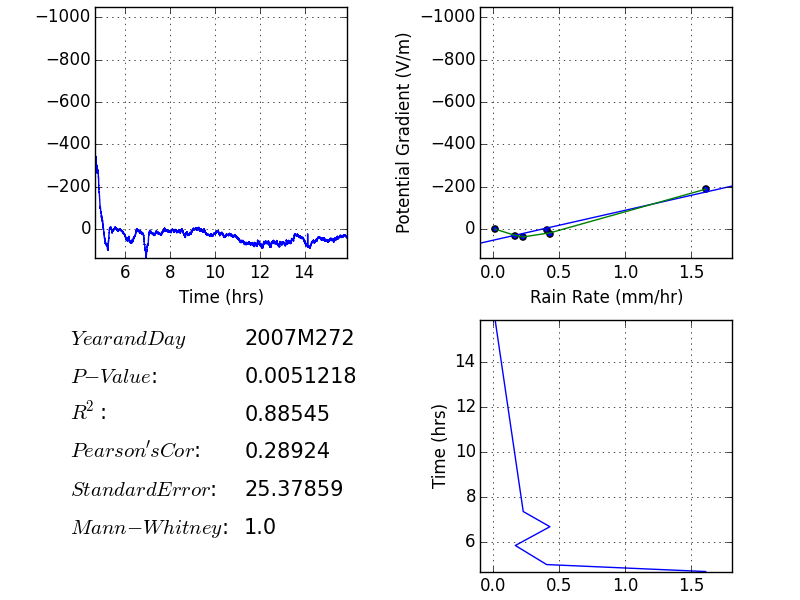 −1000
−800
−600
−400
−200
0
6 8 10 12 14
Time (hrs)
−1000
−800
−600
−400
−200
0
Potential Gradient (V/m)
0.0 0.5 1.0 1.5
Rain Rate (mm/hr)
YearandDay 2007M272
P−Value: 0.0051218
R²: 0.88545
Pearson'sCor: 0.28924
StandardError: 25.37859
Mann−Whitney: 1.0
14
12
10
8
6
Time (hrs)
0.0 0.5 1.0 1.5